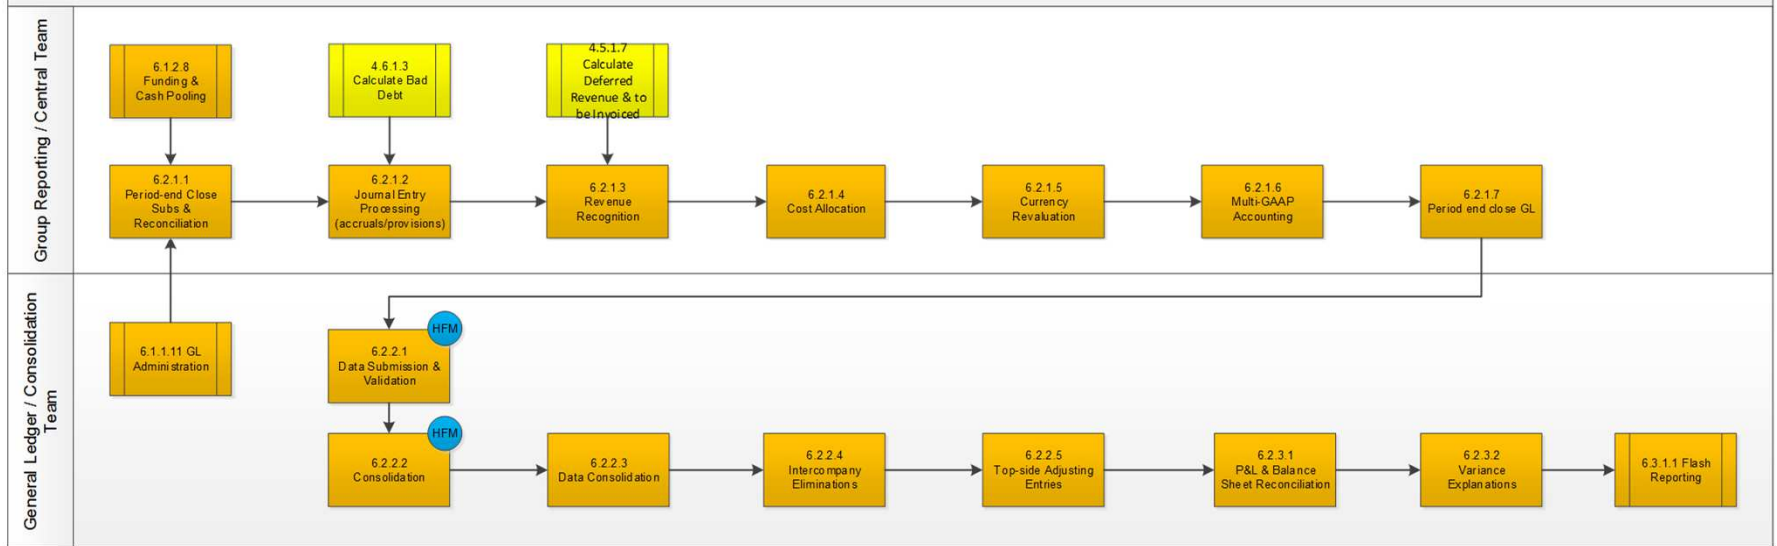 Group Reporting / Central Team
6.1.2.8
Funding &
Cash Pooling
4.6.1.3
Calculate Bad
Debt
4.5.1.7
Calculate
Deferred
Revenue & to
be Invoiced
6.2.1.1
Period-end Close
Subs &
Reconciliation
6.2.1.2
Journal Entry
Processing
(accruals/provisions)
6.2.1.3
Revenue
Recognition
6.2.1.4
Cost Allocation
6.2.1.5
Currency
Revaluation
6.2.1.6
Multi-GAAP
Accounting
6.2.1.7
Period end close GL
General Ledger / Consolidation
Team
6.1.1.11 GL
Administration
HFM
6.2.2.1
Data Submission &
Validation
HFM
6.2.2.2
Consolidation
6.2.2.3
Data Consolidation
6.2.2.4
Intercompany
Eliminations
6.2.2.5
Top-side Adjusting
Entries
6.2.3.1
P&L & Balance
Sheet Reconciliation
6.2.3.2
Variance
Explanations
6.3.1.1 Flash
Reporting